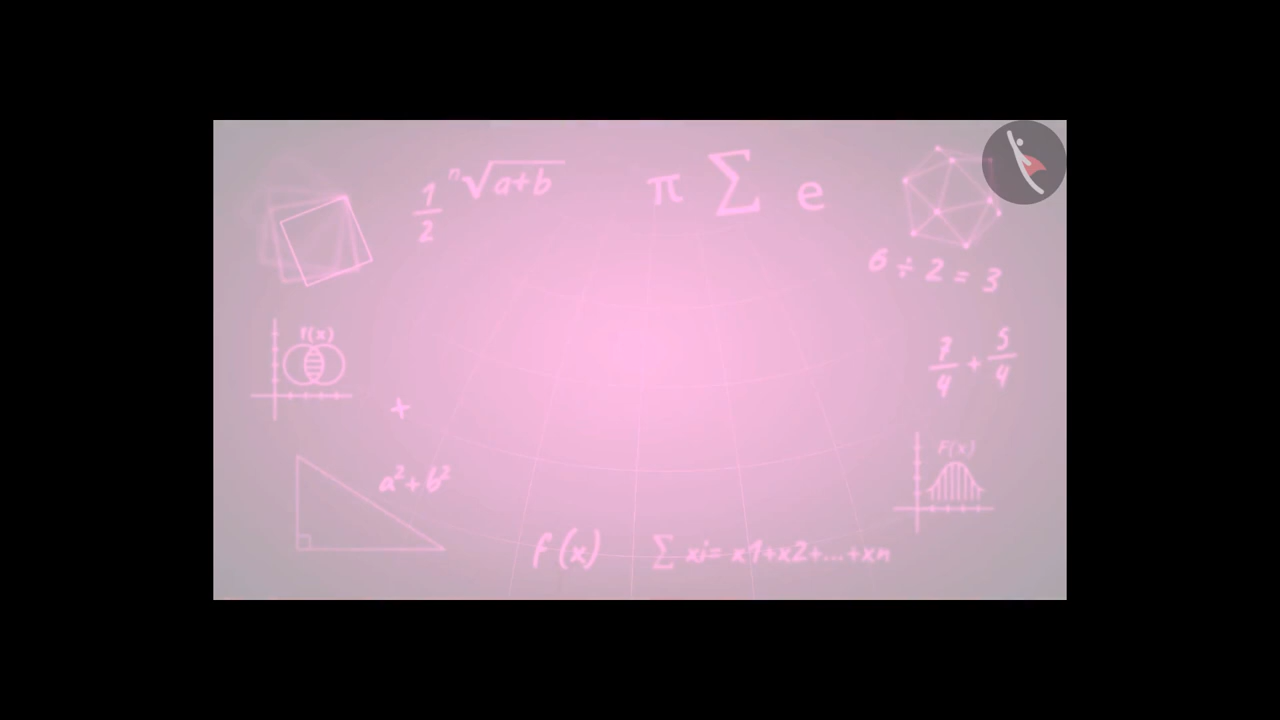 1/2 ⁿ√a+b
π Σ e
6 ÷ 2 = 3
f(x)
7/4 + 5/4
+
a²+b²
F(x)
f(x)
Σ xi= x1+x2+...+xn